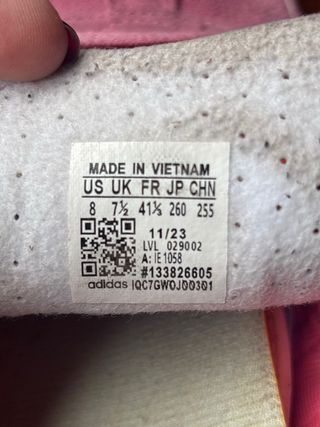 MADE IN VIETNAM
US UK FR JP CHN
8 7½ 41⅓ 260 255
11/23
LVL 029002
A: IE1058
#133826605
adidas IQC7GWOJ00301